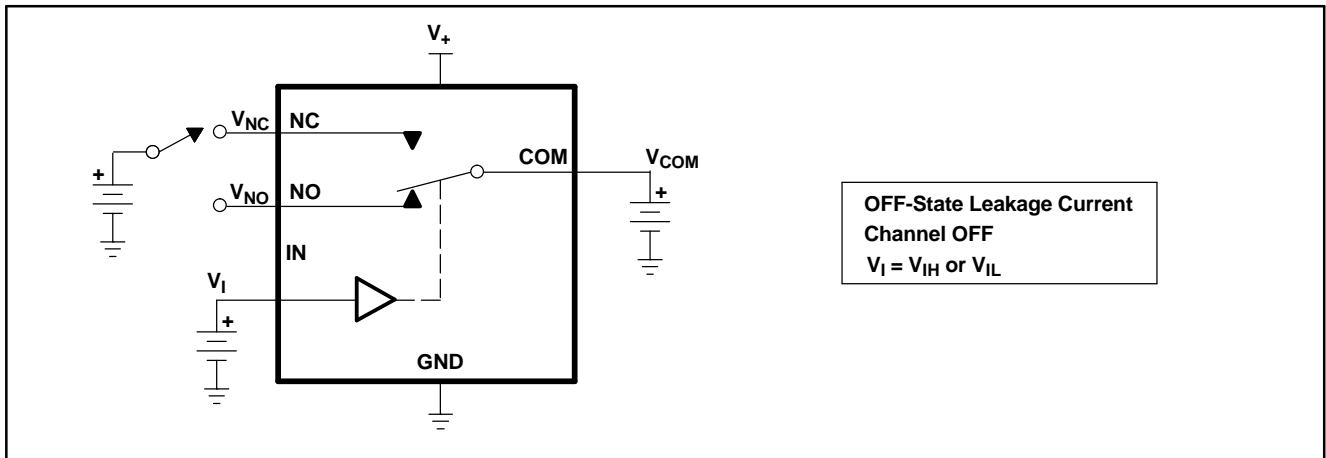 V+
VNC NC
+
COM VCOM
VNO NO
+
IN
VI
+
GND
OFF-State Leakage Current
Channel OFF
VI = VIH or VIL